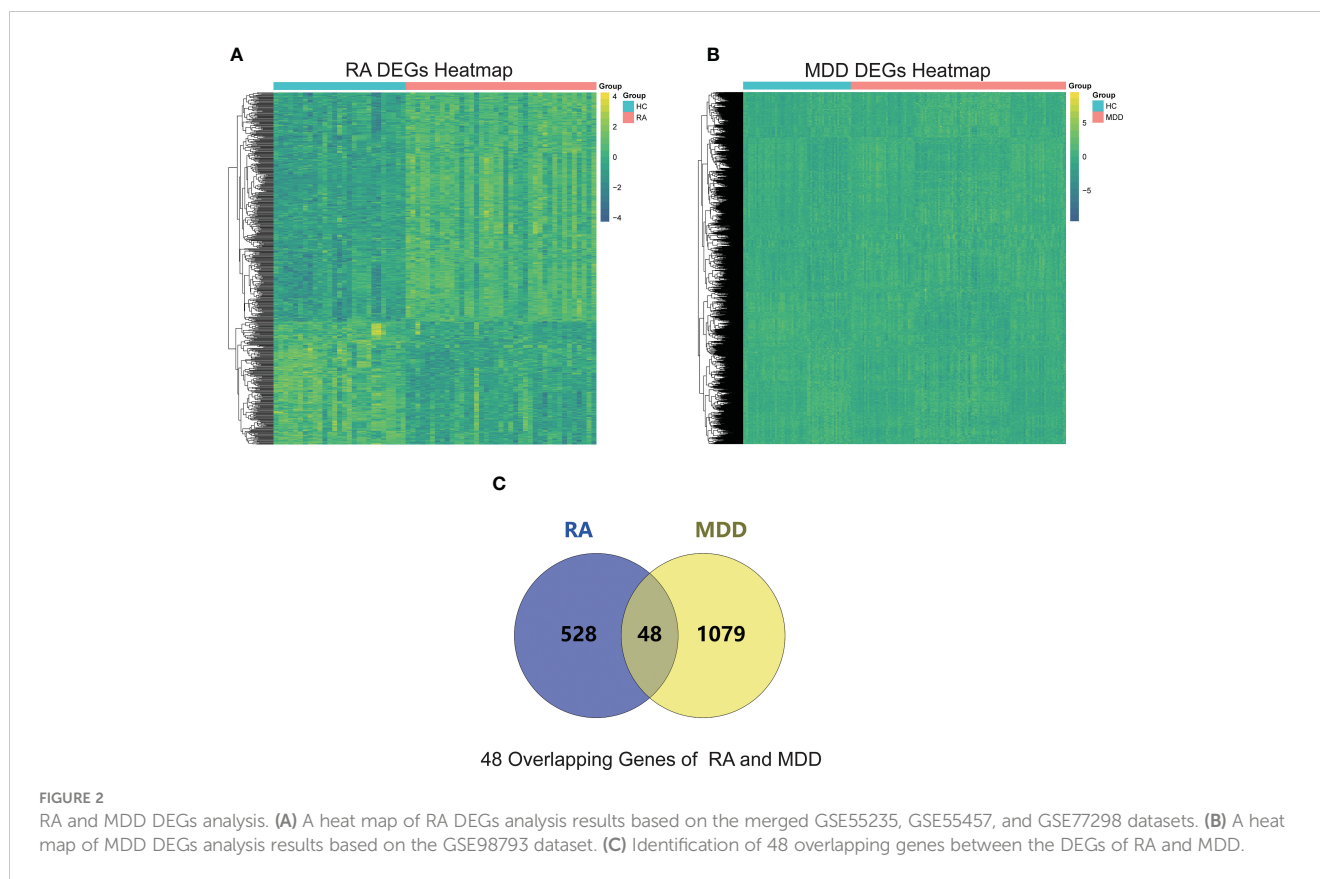 A
RA DEGs Heatmap
Group
4
2
0
−2
−4
Group
HC
RA
B
MDD DEGs Heatmap
Group
5
0
−5
Group
HC
MDD
C
RA
MDD
528
48
1079
48 Overlapping Genes of RA and MDD
FIGURE 2
RA and MDD DEGs analysis. (A) A heat map of RA DEGs analysis results based on the merged GSE55235, GSE55457, and GSE77298 datasets. (B) A heat
map of MDD DEGs analysis results based on the GSE98793 dataset. (C) Identification of 48 overlapping genes between the DEGs of RA and MDD.